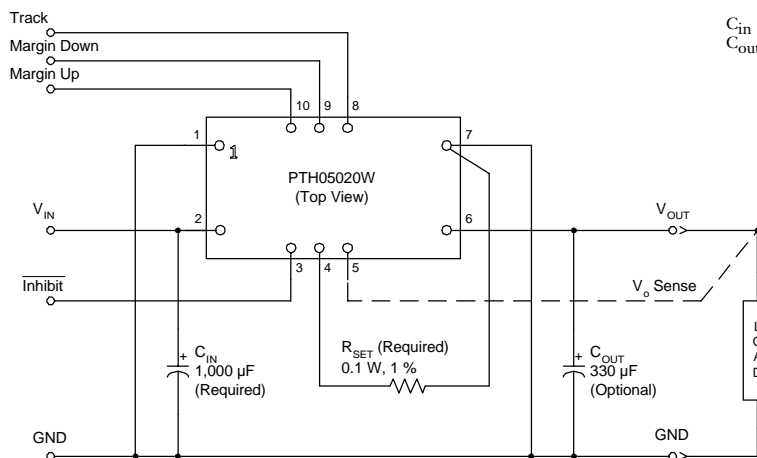 Track
Margin Down
Margin Up
C_in
C_out
10 9 8
1 1 7
PTH05020W
(Top View)
V_IN
2 6
V_OUT
3 4 5
Inhibit
V_o Sense
C_IN
+ 1,000 µF
(Required)
R_SET (Required)
0.1 W, 1 %
C_OUT
+ 330 µF
(Optional)
L
O
A
D
GND
GND